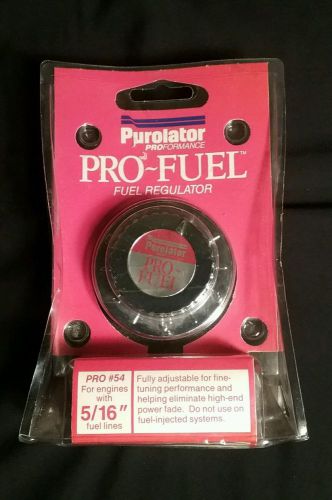 Purolator
PROFORMANCE
PRO~FUEL™
FUEL REGULATOR
Purolator
PRO~
FUEL
PRO #54
For engines
with
5/16"
fuel lines
Fully adjustable for fine-
tuning performance and
helping eliminate high-end
power fade. Do not use on
fuel-injected systems.